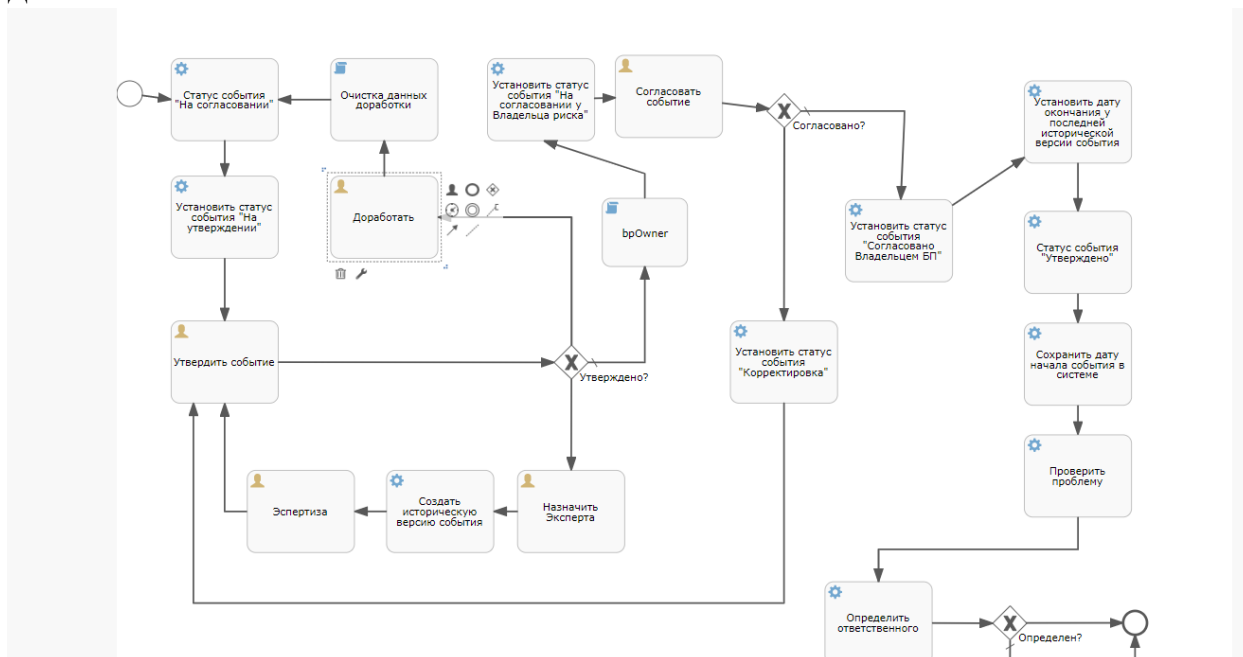 Статус события
"На согласовании"
Очистка данных
доработки
Установить статус
события "На
согласовании у
Владельца риска"
Согласовать
событие
Согласовано?
Установить дату
окончания у
последней
исторической
версии события
Установить статус
события "На
утверждении"
Доработать
bpOwner
Установить статус
события
"Согласовано
Владельцем БП"
Статус события
"Утверждено"
Утвердить событие
Утверждено?
Установить статус
события
"Корректировка"
Сохранить дату
начала события в
системе
Эспертиза
Создать
историческую
версию события
Назначить
Эксперта
Проверить
проблему
Определить
ответственного
Определен?